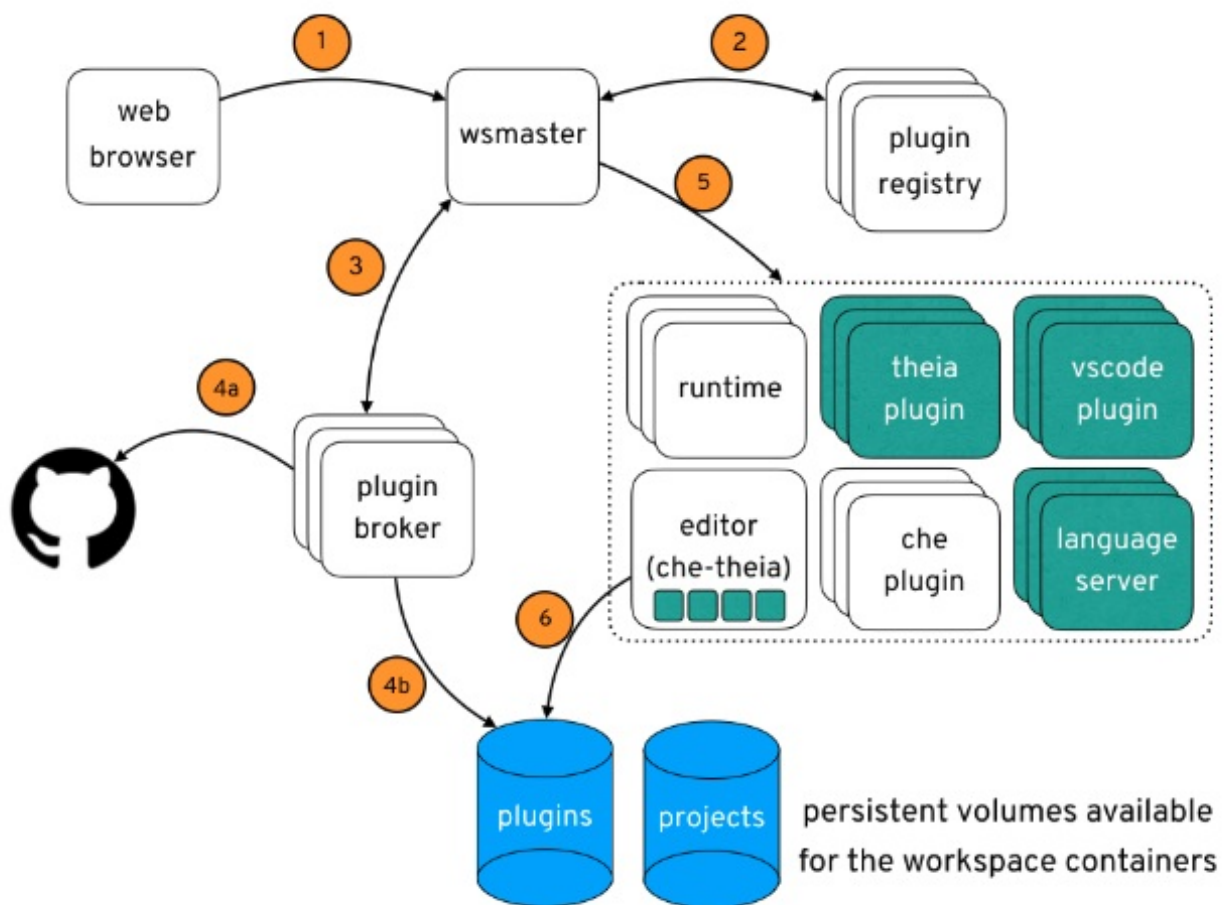 1
2
web
browser
wsmaster
plugin
registry
5
3
runtime
theia
plugin
vscode
plugin
4a
plugin
broker
editor
(che-theia)
che
plugin
language
server
6
4b
plugins
projects
persistent volumes available
for the workspace containers